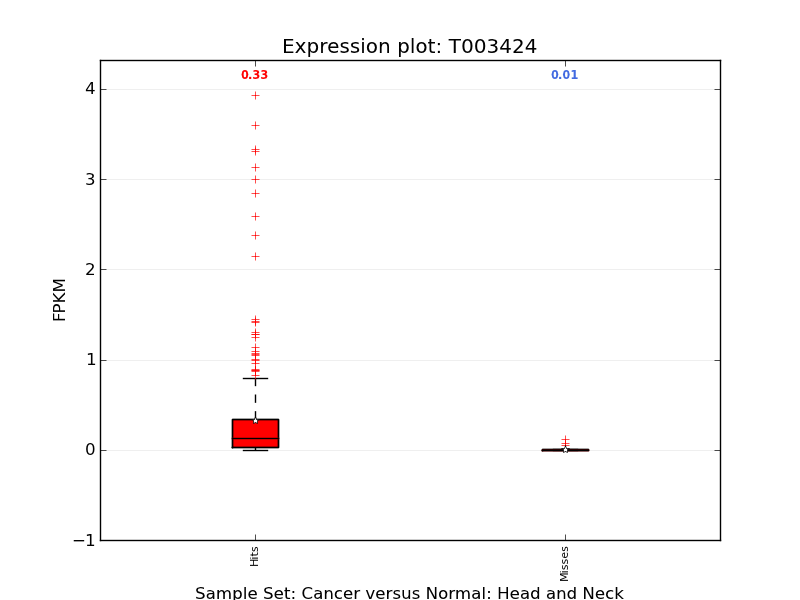 Expression plot: T003424
0.33
0.01
4
3
2
1
0
−1
FPKM
Hits
Misses
Sample Set: Cancer versus Normal: Head and Neck